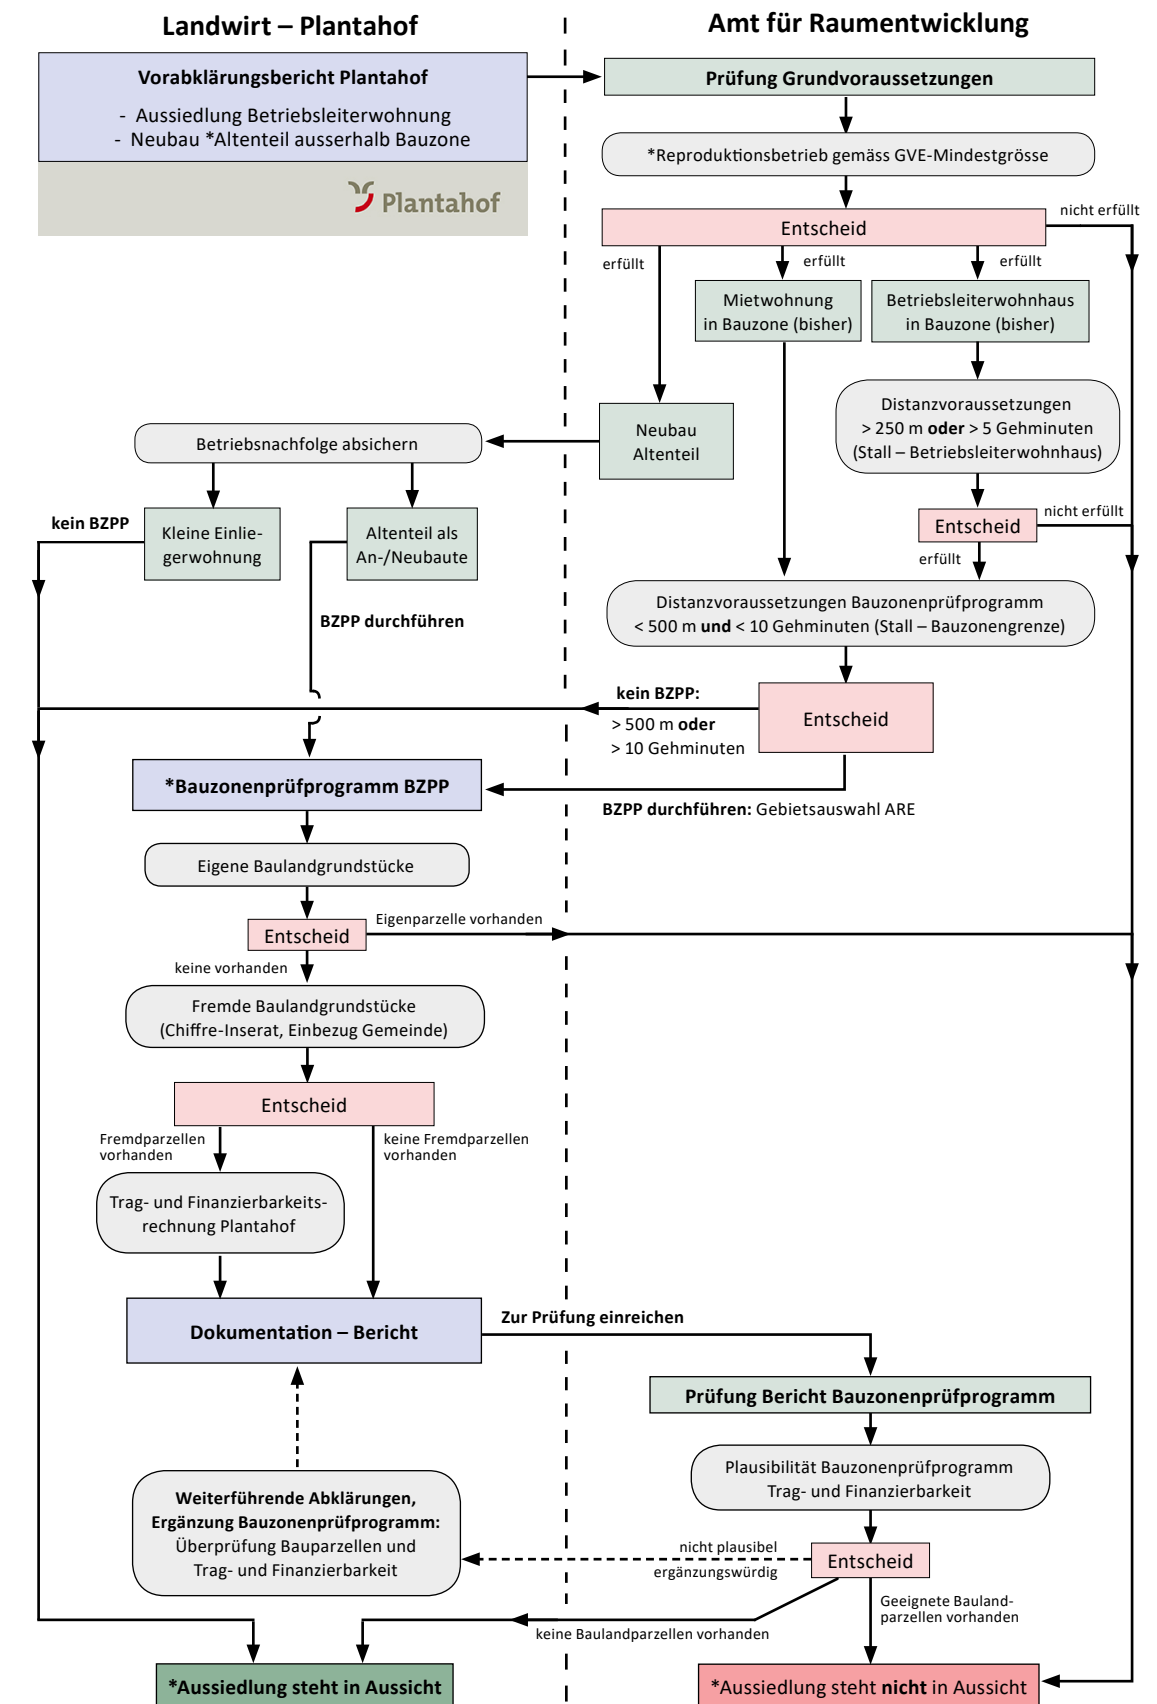 Landwirt – Plantahof
Amt für Raumentwicklung
Vorabklärungsbericht Plantahof
- Aussiedlung Betriebsleiterwohnung
- Neubau *Altenteil ausserhalb Bauzone
Plantahof
Prüfung Grundvoraussetzungen
*Reproduktionsbetrieb gemäss GVE-Mindestgrösse
Entscheid
nicht erfüllt
erfüllt
erfüllt
erfüllt
Mietwohnung
in Bauzone (bisher)
Betriebsleiterwohnhaus
in Bauzone (bisher)
Distanzvoraussetzungen
> 250 m oder > 5 Gehminuten
(Stall – Betriebsleiterwohnhaus)
Neubau
Altenteil
Betriebsnachfolge absichern
kein BZPP
Kleine Einlie-
gerwohnung
Altenteil als
An-/Neubaute
Entscheid
nicht erfüllt
erfüllt
BZPP durchführen
Distanzvoraussetzungen Bauzonenprüfprogramm
< 500 m und < 10 Gehminuten (Stall – Bauzonengrenze)
kein BZPP:
> 500 m oder
> 10 Gehminuten
Entscheid
*Bauzonenprüfprogramm BZPP
BZPP durchführen: Gebietsauswahl ARE
Eigene Baulandgrundstücke
Entscheid
Eigenparzelle vorhanden
keine vorhanden
Fremde Baulandgrundstücke
(Chiffre-Inserat, Einbezug Gemeinde)
Entscheid
Fremdparzellen
vorhanden
keine Fremdparzellen
vorhanden
Trag- und Finanzierbarkeits-
rechnung Plantahof
Dokumentation – Bericht
Zur Prüfung einreichen
Prüfung Bericht Bauzonenprüfprogramm
Plausibilität Bauzonenprüfprogramm
Trag- und Finanzierbarkeit
Weiterführende Abklärungen,
Ergänzung Bauzonenprüfprogramm:
Überprüfung Bauparzellen und
Trag- und Finanzierbarkeit
nicht plausibel
ergänzungswürdig
Entscheid
Geeignete Bauland-
parzellen vorhanden
keine Baulandparzellen vorhanden
*Aussiedlung steht in Aussicht
*Aussiedlung steht nicht in Aussicht